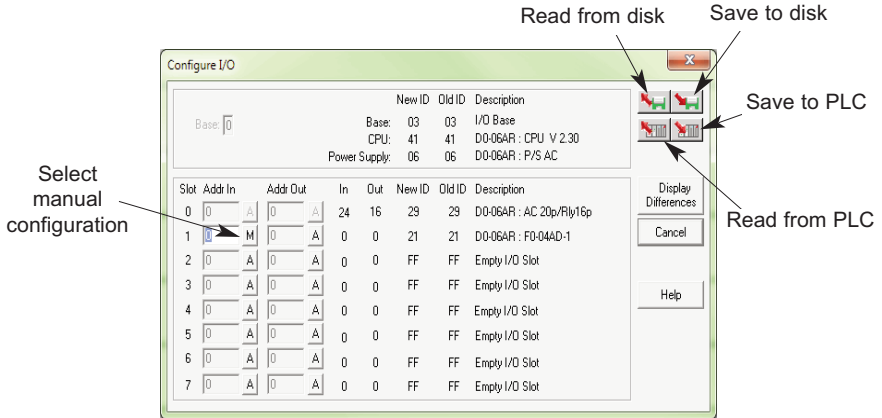 Read from disk
Save to disk
Configure I/O
X
New ID Old ID Description
Base: 0 Base: 03 03 I/O Base
CPU: 41 41 D0-06AR : CPU V 2.30
Power Supply: 06 06 D0-06AR : P/S AC
Save to PLC
Select
manual
configuration
Slot Addr In Addr Out In Out New ID Old ID Description
0 0 A 0 A 24 16 29 29 D0-06AR : AC 20p/Rly16p
1 0 M 0 A 0 0 21 21 D0-06AR : F0-04AD-1
2 0 A 0 A 0 0 FF FF Empty I/O Slot
3 0 A 0 A 0 0 FF FF Empty I/O Slot
4 0 A 0 A 0 0 FF FF Empty I/O Slot
5 0 A 0 A 0 0 FF FF Empty I/O Slot
6 0 A 0 A 0 0 FF FF Empty I/O Slot
7 0 A 0 A 0 0 FF FF Empty I/O Slot
Display
Differences
Read from PLC
Cancel
Help